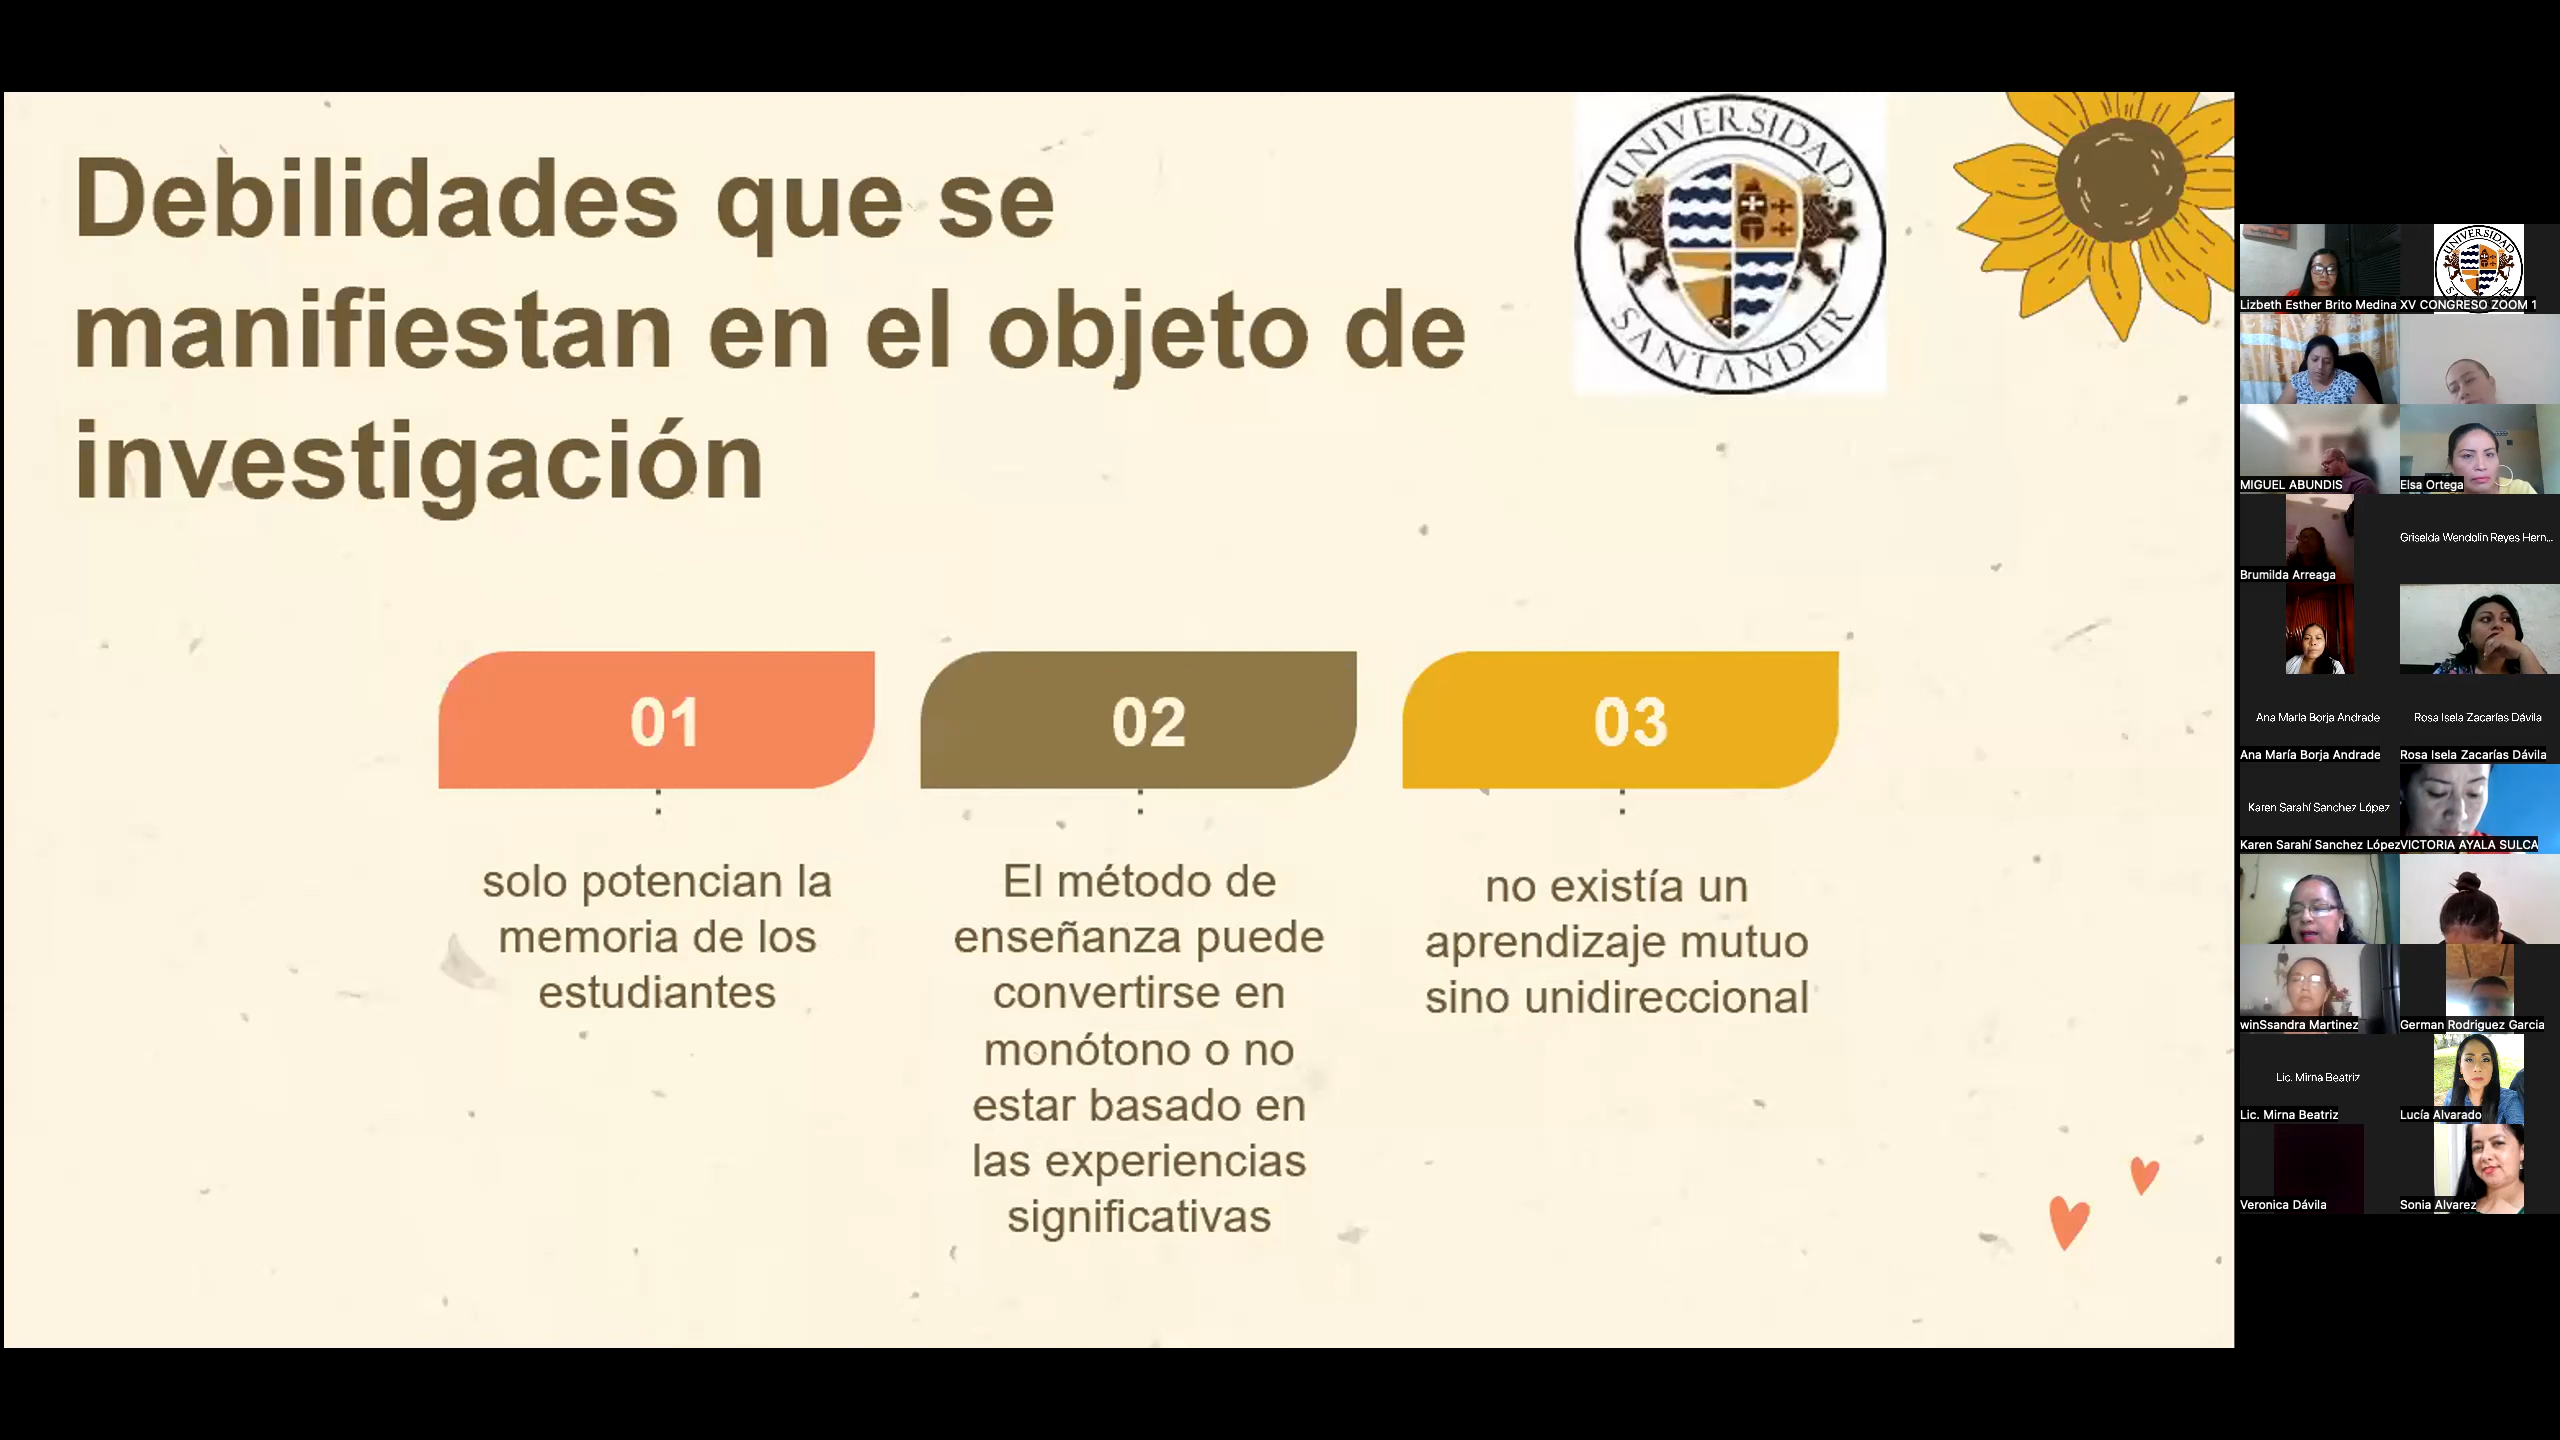 Debilidades que se
manifiestan en el objeto de
investigación
UNIVERSIDAD
SANTANDER
01
solo potencian la
memoria de los
estudiantes
02
El método de
enseñanza puede
convertirse en
monótono o no
estar basado en
las experiencias
significativas
03
no existía un
aprendizaje mutuo
sino unidireccional
UNIVERSIDAD
Lizbeth Esther Brito Medina
XV CONGRESO ZOOM 1
MIGUEL ABUNDIS
Elsa Ortega
Brumilda Arreaga
Griselda Wendolin Reyes Hern...
Ana María Borja Andrade
Ana María Borja Andrade
Rosa Isela Zacarías Dávila
Rosa Isela Zacarías Dávila
Karen Sarahí Sanchez López
Karen Sarahí Sanchez López
VICTORIA AYALA SULCA
winSsandra Martinez
German Rodríguez Garcia
Lic. Mirna Beatriz
Lic. Mirna Beatriz
Lucía Alvarado
Veronica Dávila
Sonia Alvarez